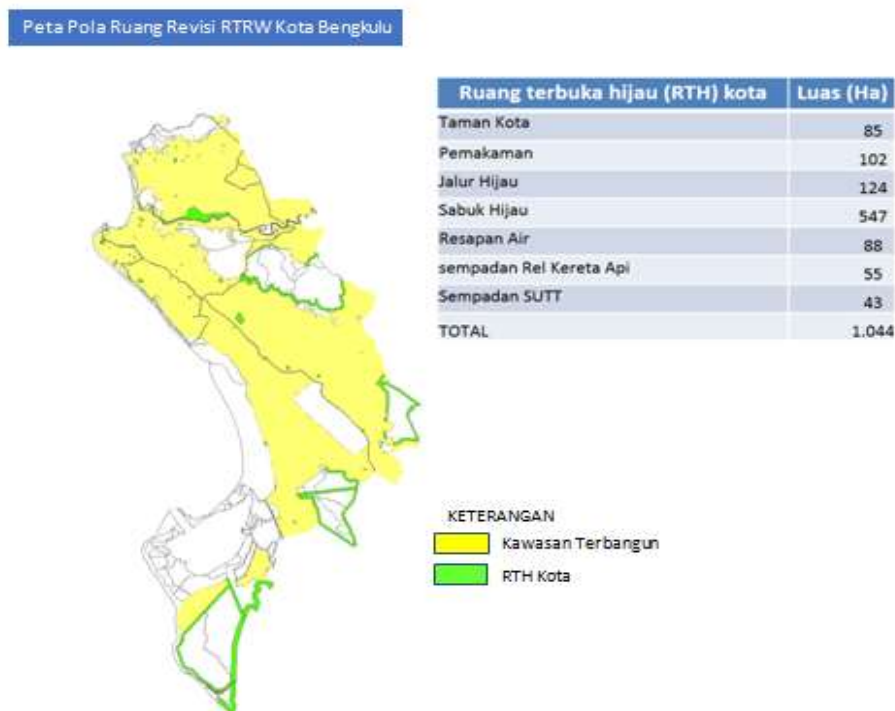 Peta Pola Ruang Revisi RTRW Kota Bengkulu
Ruang terbuka hijau (RTH) kota Luas (Ha)
Taman Kota 85
Pemakaman 102
Jalur Hijau 124
Sabuk Hijau 547
Resapan Air 88
sempadan Rel Kereta Api 55
Sempadan SUTT 43
TOTAL 1.044
KETERANGAN
Kawasan Terbangun
RTH Kota